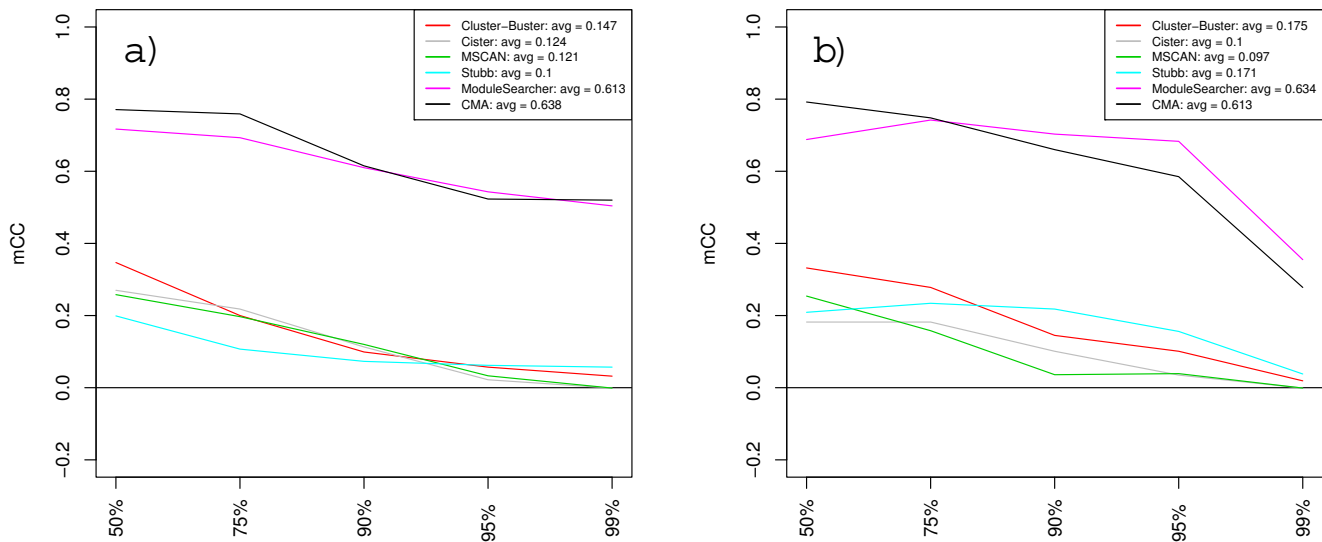 a)
Cluster−Buster: avg = 0.147
Cister: avg = 0.124
MSCAN: avg = 0.121
Stubb: avg = 0.1
ModuleSearcher: avg = 0.613
CMA: avg = 0.638
mCC
1.0
0.8
0.6
0.4
0.2
0.0
−0.2
50%
75%
90%
95%
99%
b)
Cluster−Buster: avg = 0.175
Cister: avg = 0.1
MSCAN: avg = 0.097
Stubb: avg = 0.171
ModuleSearcher: avg = 0.634
CMA: avg = 0.613
mCC
1.0
0.8
0.6
0.4
0.2
0.0
−0.2
50%
75%
90%
95%
99%